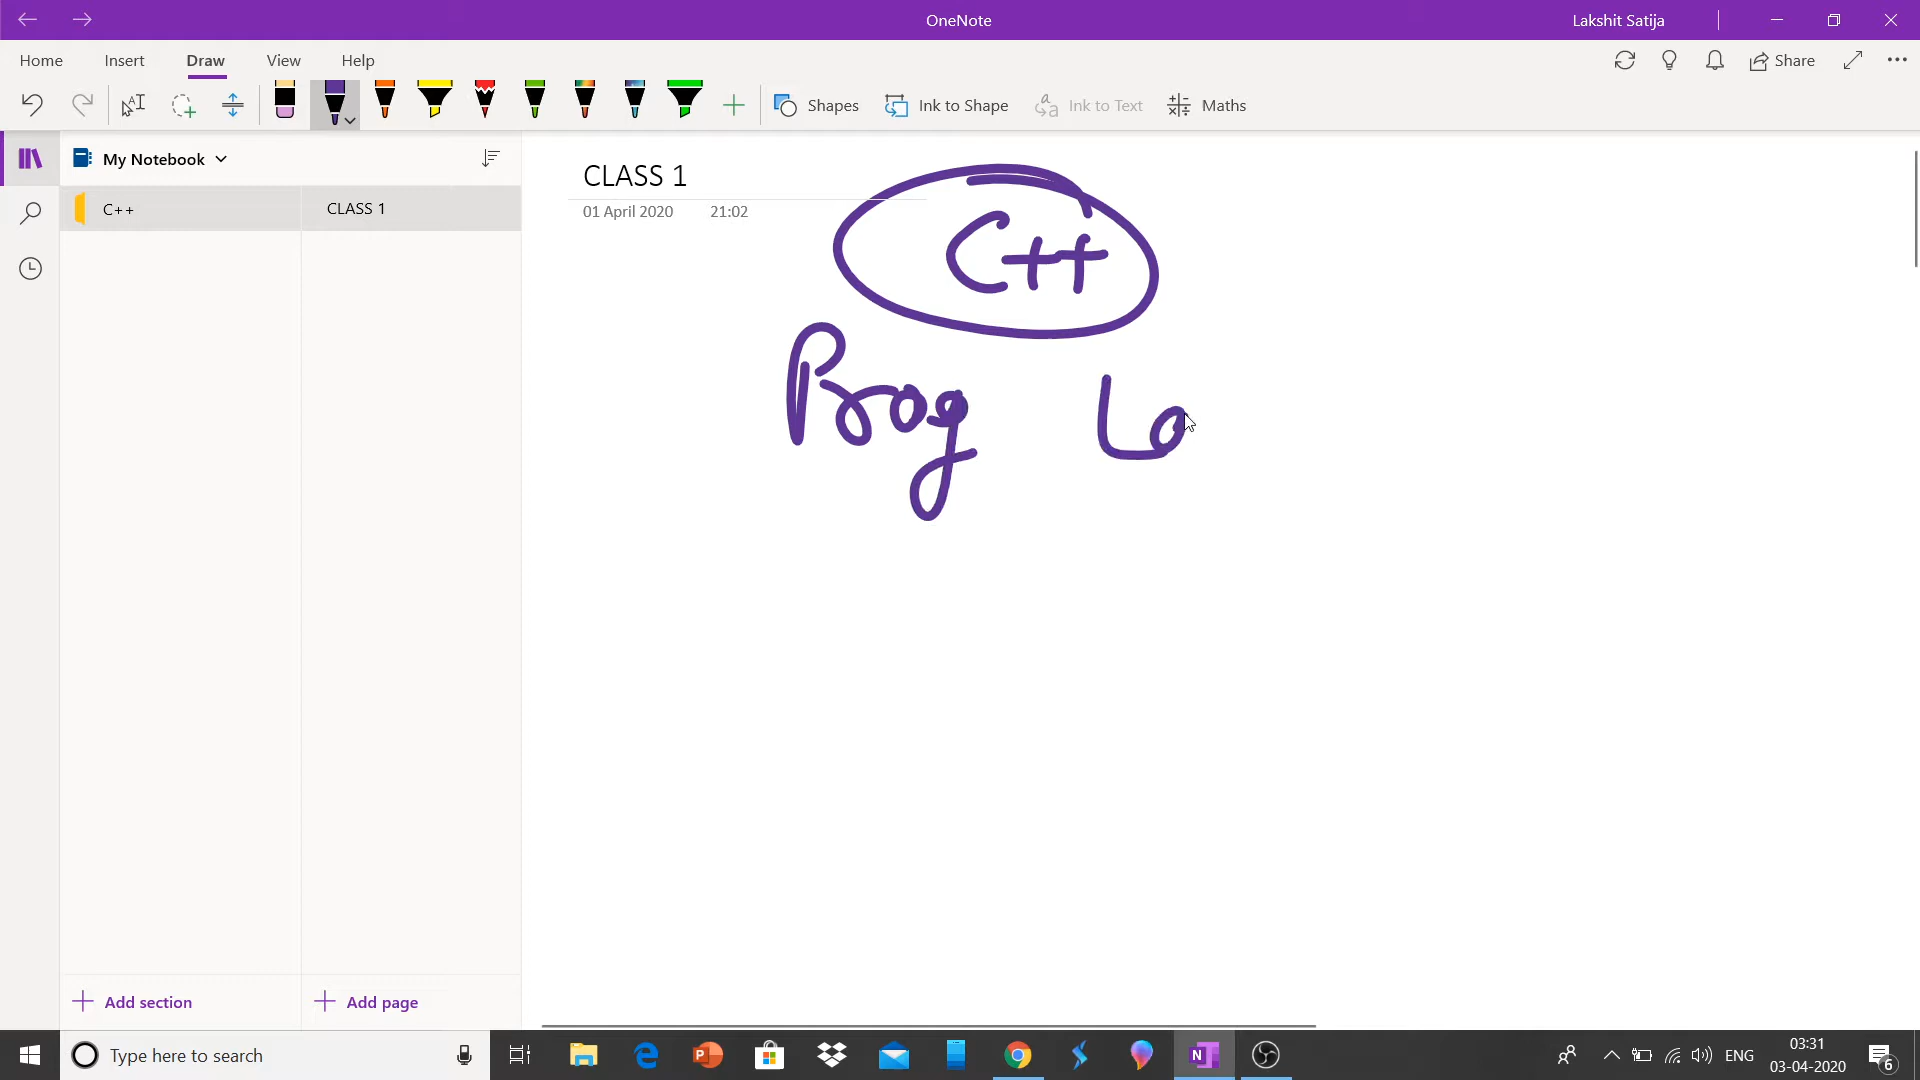 OneNote
Lakshit Satija
Home Insert Draw View Help
Share
Shapes Ink to Shape Ink to Text Maths
My Notebook
C++ CLASS 1
CLASS 1
01 April 2020 21:02
C++
Prog La
Add section Add page
Type here to search
ENG
03:31
03-04-2020
6